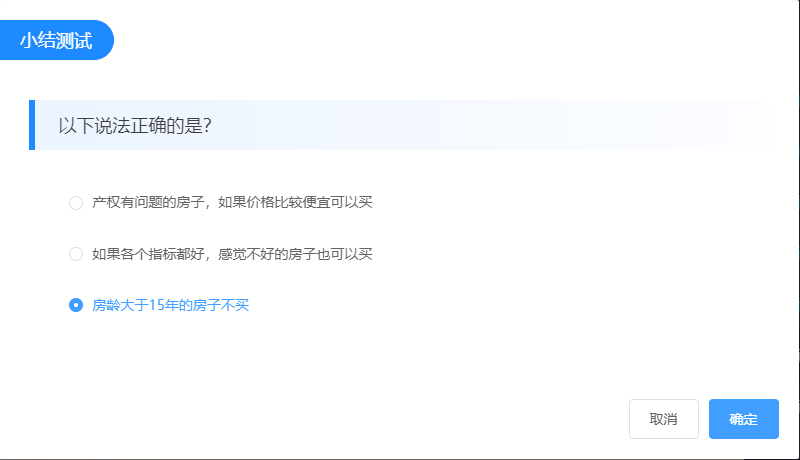 小结测试
以下说法正确的是?
产权有问题的房子，如果价格比较便宜可以买
如果各个指标都好，感觉不好的房子也可以买
房龄大于15年的房子不买
取消
确定